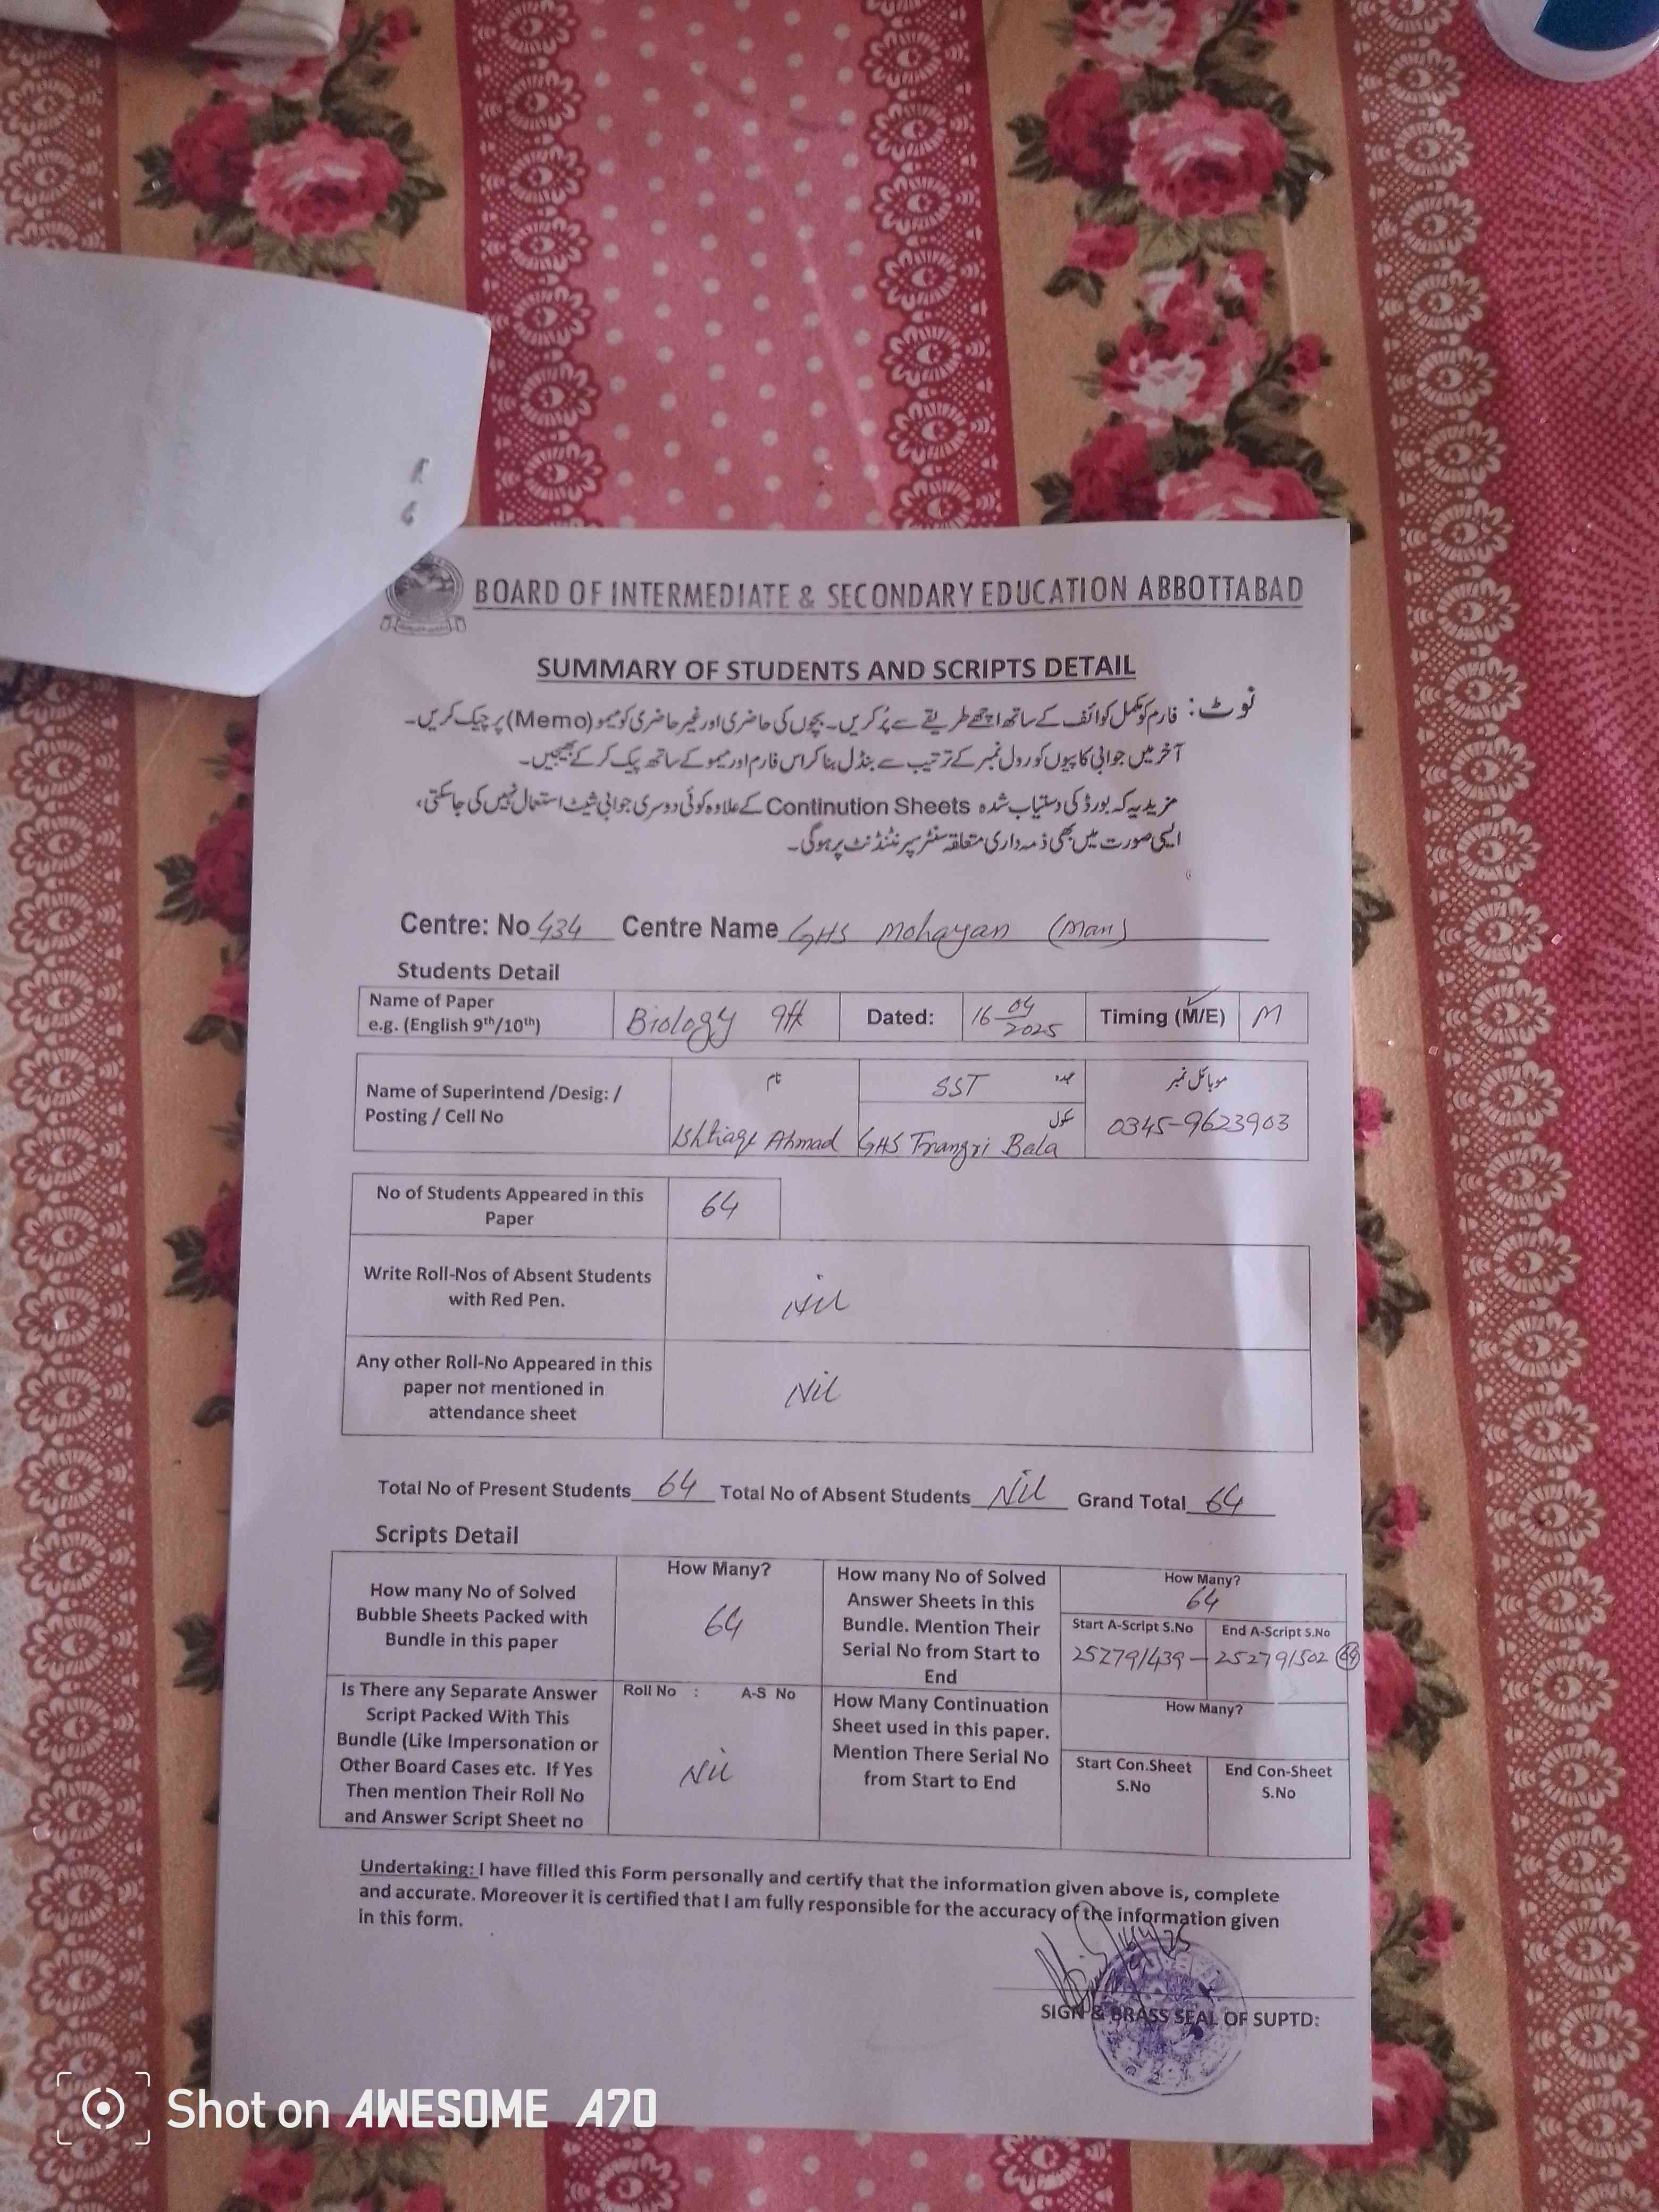 BOARD OF INTERMEDIATE & SECONDARY EDUCATION ABBOTTABAD
SUMMARY OF STUDENTS AND SCRIPTS DETAIL
نوٹ: فارم کو مکمل کوائف کے ساتھ اچھے طریقے سے پُر کریں۔ بچوں کی حاضری اور غیر حاضری کو میمو (Memo) پر چیک کریں۔
آخر میں جوابی کاپیوں کو رول نمبر کے ترتیب سے بنڈل بنا کر اس فارم اور میمو کے ساتھ پیک کر کے بھیجیں۔
مزید یہ کہ بورڈ کی دستیاب شدہ Continution Sheets کے علاوہ کوئی دوسری جوابی شیٹ استعمال نہیں کی جاسکتی،
ایسی صورت میں بھی ذمہ داری متعلقہ سنٹر سپرنٹنڈنٹ پر ہوگی۔
Centre: No 434 Centre Name GHS Mohayan (Man)
Students Detail
Name of Paper
e.g. (English 9th/10th)
Biology 9th
Dated: 16-04-2025
Timing (M/E) M
Name of Superintend /Desig: /
Posting / Cell No
نام
Ishtiaqe Ahmad
SST عہدہ
سکول
GHS Trangri Bala
موبائل نمبر
0345-9623903
No of Students Appeared in this
Paper
64
Write Roll-Nos of Absent Students
with Red Pen.
Nil
Any other Roll-No Appeared in this
paper not mentioned in
attendance sheet
Nil
Total No of Present Students 64 Total No of Absent Students Nil Grand Total 64
Scripts Detail
How many No of Solved
Bubble Sheets Packed with
Bundle in this paper
How Many?
64
How many No of Solved
Answer Sheets in this
Bundle. Mention Their
Serial No from Start to
End
How Many?
64
Start A-Script S.No
25279/439 –
End A-Script S.No
25279/502 64
Is There any Separate Answer
Script Packed With This
Bundle (Like Impersonation or
Other Board Cases etc. If Yes
Then mention Their Roll No
and Answer Script Sheet no
Roll No : A-S No
Nil
How Many Continuation
Sheet used in this paper.
Mention There Serial No
from Start to End
How Many?
Start Con.Sheet
S.No
End Con-Sheet
S.No
Undertaking: I have filled this Form personally and certify that the information given above is, complete
and accurate. Moreover it is certified that I am fully responsible for the accuracy of the information given
in this form.
SIGN & BRASS SEAL OF SUPTD:
Shot on AWESOME A70